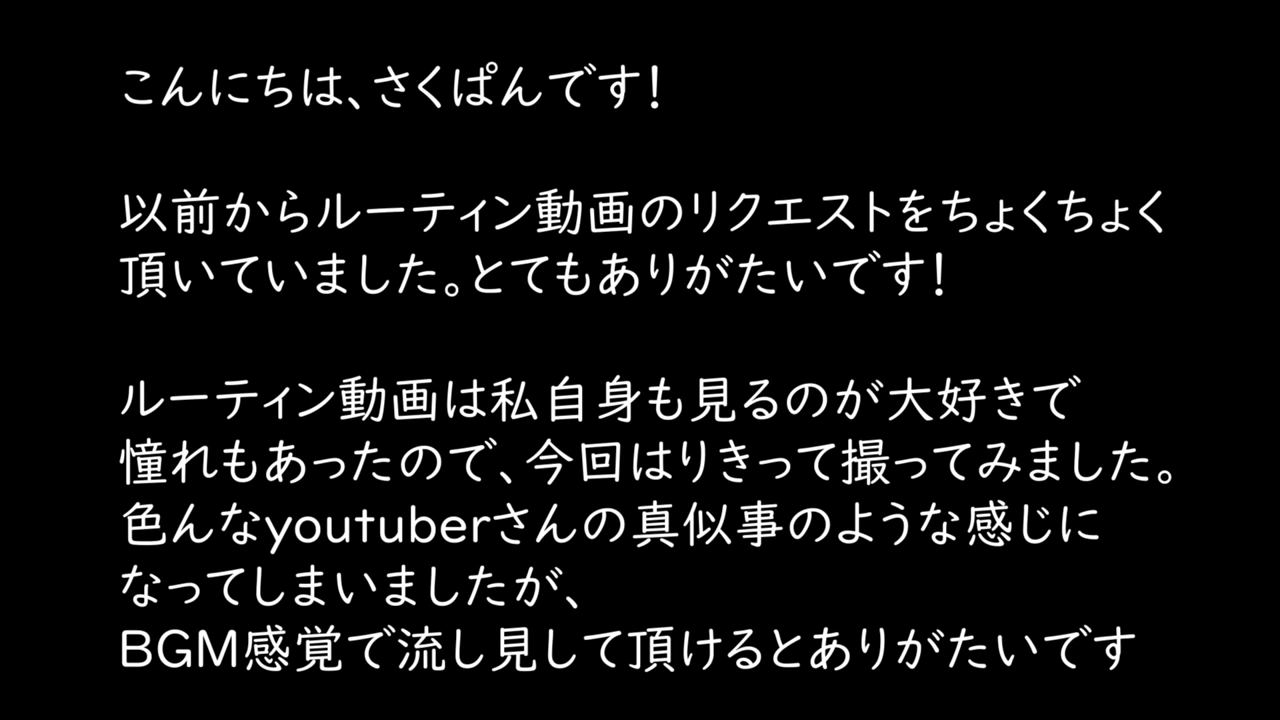 こんにちは、さくぱんです！
以前からルーティン動画のリクエストをちょくちょく
頂いていました。とてもありがたいです！
ルーティン動画は私自身も見るのが大好きで
憧れもあったので、今回はりきって撮ってみました。
色んなyoutuberさんの真似事のような感じに
なってしまいましたが、
BGM感覚で流し見して頂けるとありがたいです